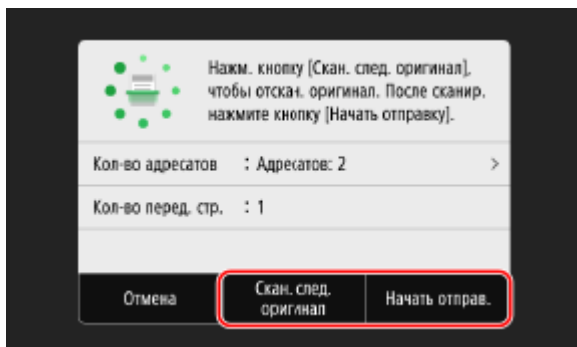 Нажм. кнопку [Скан. след. оригинал],
чтобы отскан. оригинал. После сканир.
нажмите кнопку [Начать отправку].
Кол-во адресатов : Адресатов: 2 >
Кол-во перед. стр. : 1
Отмена
Скан. след.
оригинал
Начать отправ.